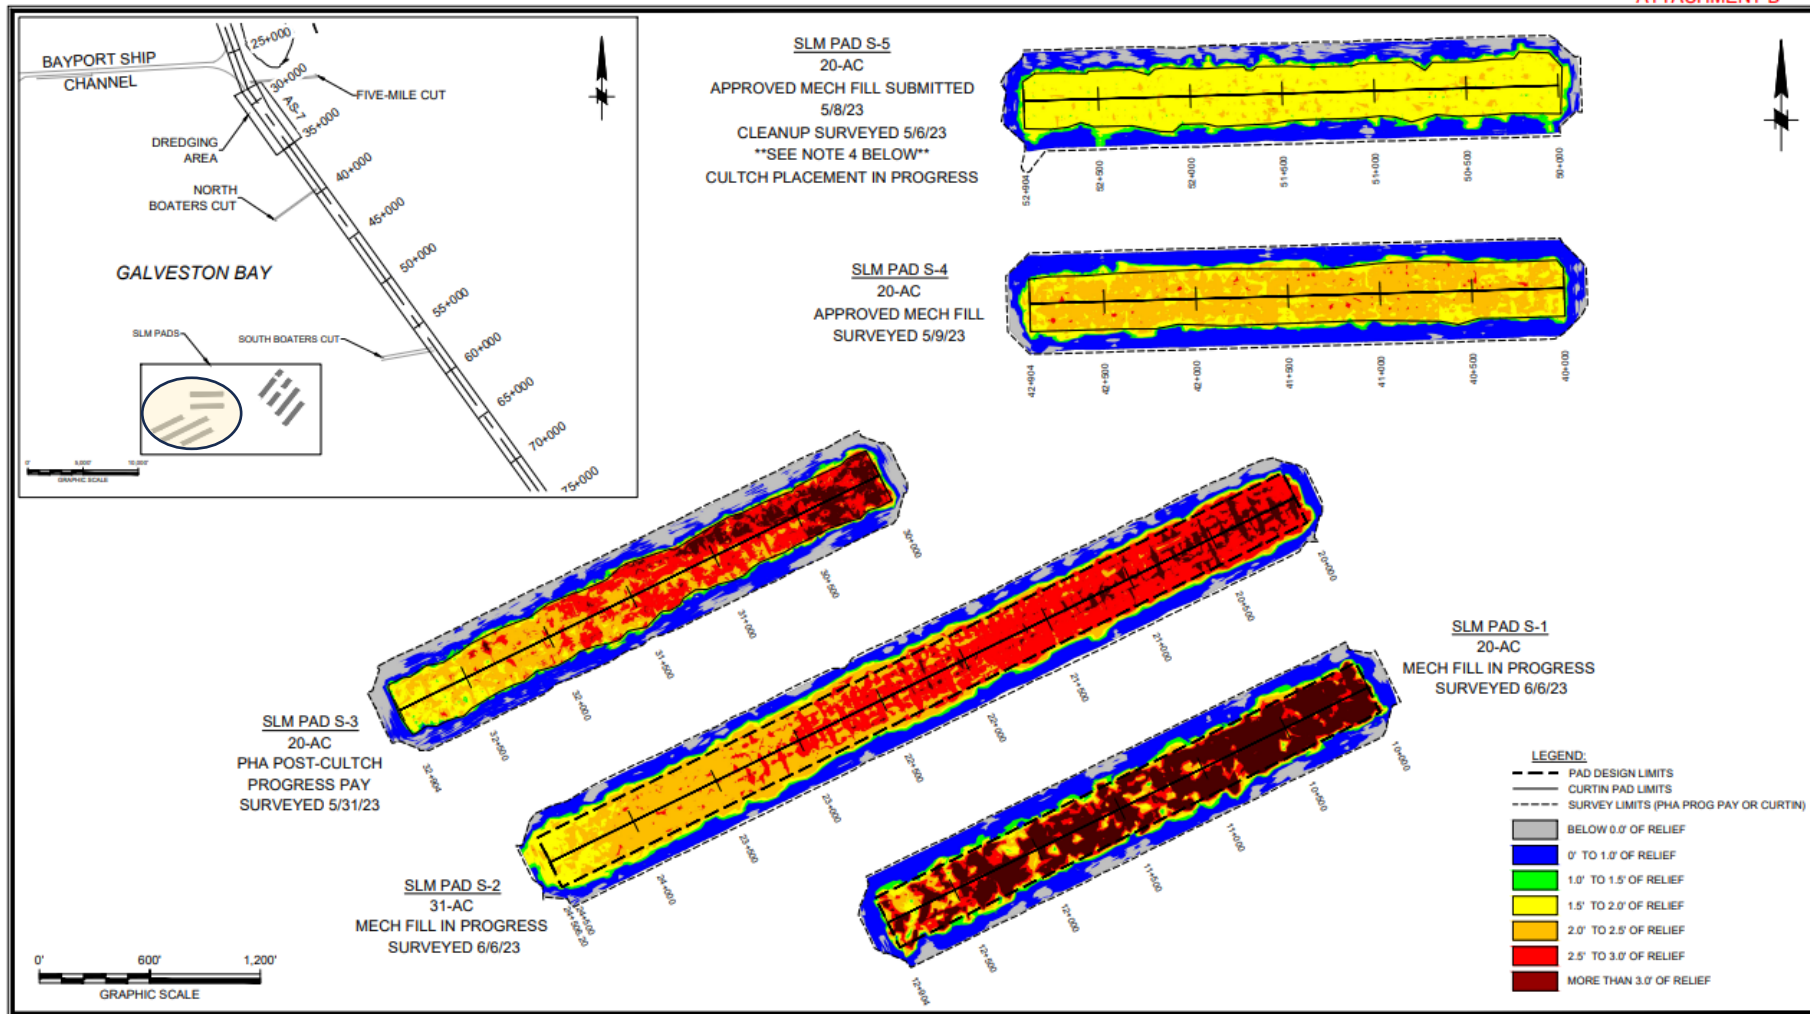 ATTACHMENT B
BAYPORT SHIP
CHANNEL
25+000
30+000
FIVE-MILE CUT
AS-7
35+000
DREDGING
AREA
40+000
NORTH
BOATERS CUT
45+000
50+000
GALVESTON BAY
55+000
SLM PADS
SOUTH BOATERS CUT
60+000
65+000
70+000
75+000
0' 5,000' 10,000'
GRAPHIC SCALE
SLM PAD S-5
20-AC
APPROVED MECH FILL SUBMITTED
5/8/23
CLEANUP SURVEYED 5/6/23
**SEE NOTE 4 BELOW**
CULTCH PLACEMENT IN PROGRESS
52+904
52+500
52+000
51+500
51+000
50+500
50+000
SLM PAD S-4
20-AC
APPROVED MECH FILL
SURVEYED 5/9/23
42+904
42+500
42+000
41+500
41+000
40+500
40+000
SLM PAD S-3
20-AC
PHA POST-CULTCH
PROGRESS PAY
SURVEYED 5/31/23
32+904
32+500
32+000
31+500
31+000
30+500
30+000
SLM PAD S-2
31-AC
MECH FILL IN PROGRESS
SURVEYED 6/6/23
24+506.20
24+500
24+000
23+500
23+000
22+500
22+000
21+500
21+000
20+500
20+000
SLM PAD S-1
20-AC
MECH FILL IN PROGRESS
SURVEYED 6/6/23
12+904
12+500
12+000
11+500
11+000
10+500
10+000
LEGEND:
PAD DESIGN LIMITS
CURTIN PAD LIMITS
SURVEY LIMITS (PHA PROG PAY OR CURTIN)
BELOW 0.0' OF RELIEF
0' TO 1.0' OF RELIEF
1.0' TO 1.5' OF RELIEF
1.5' TO 2.0' OF RELIEF
2.0' TO 2.5' OF RELIEF
2.5' TO 3.0' OF RELIEF
MORE THAN 3.0' OF RELIEF
0' 600' 1,200'
GRAPHIC SCALE